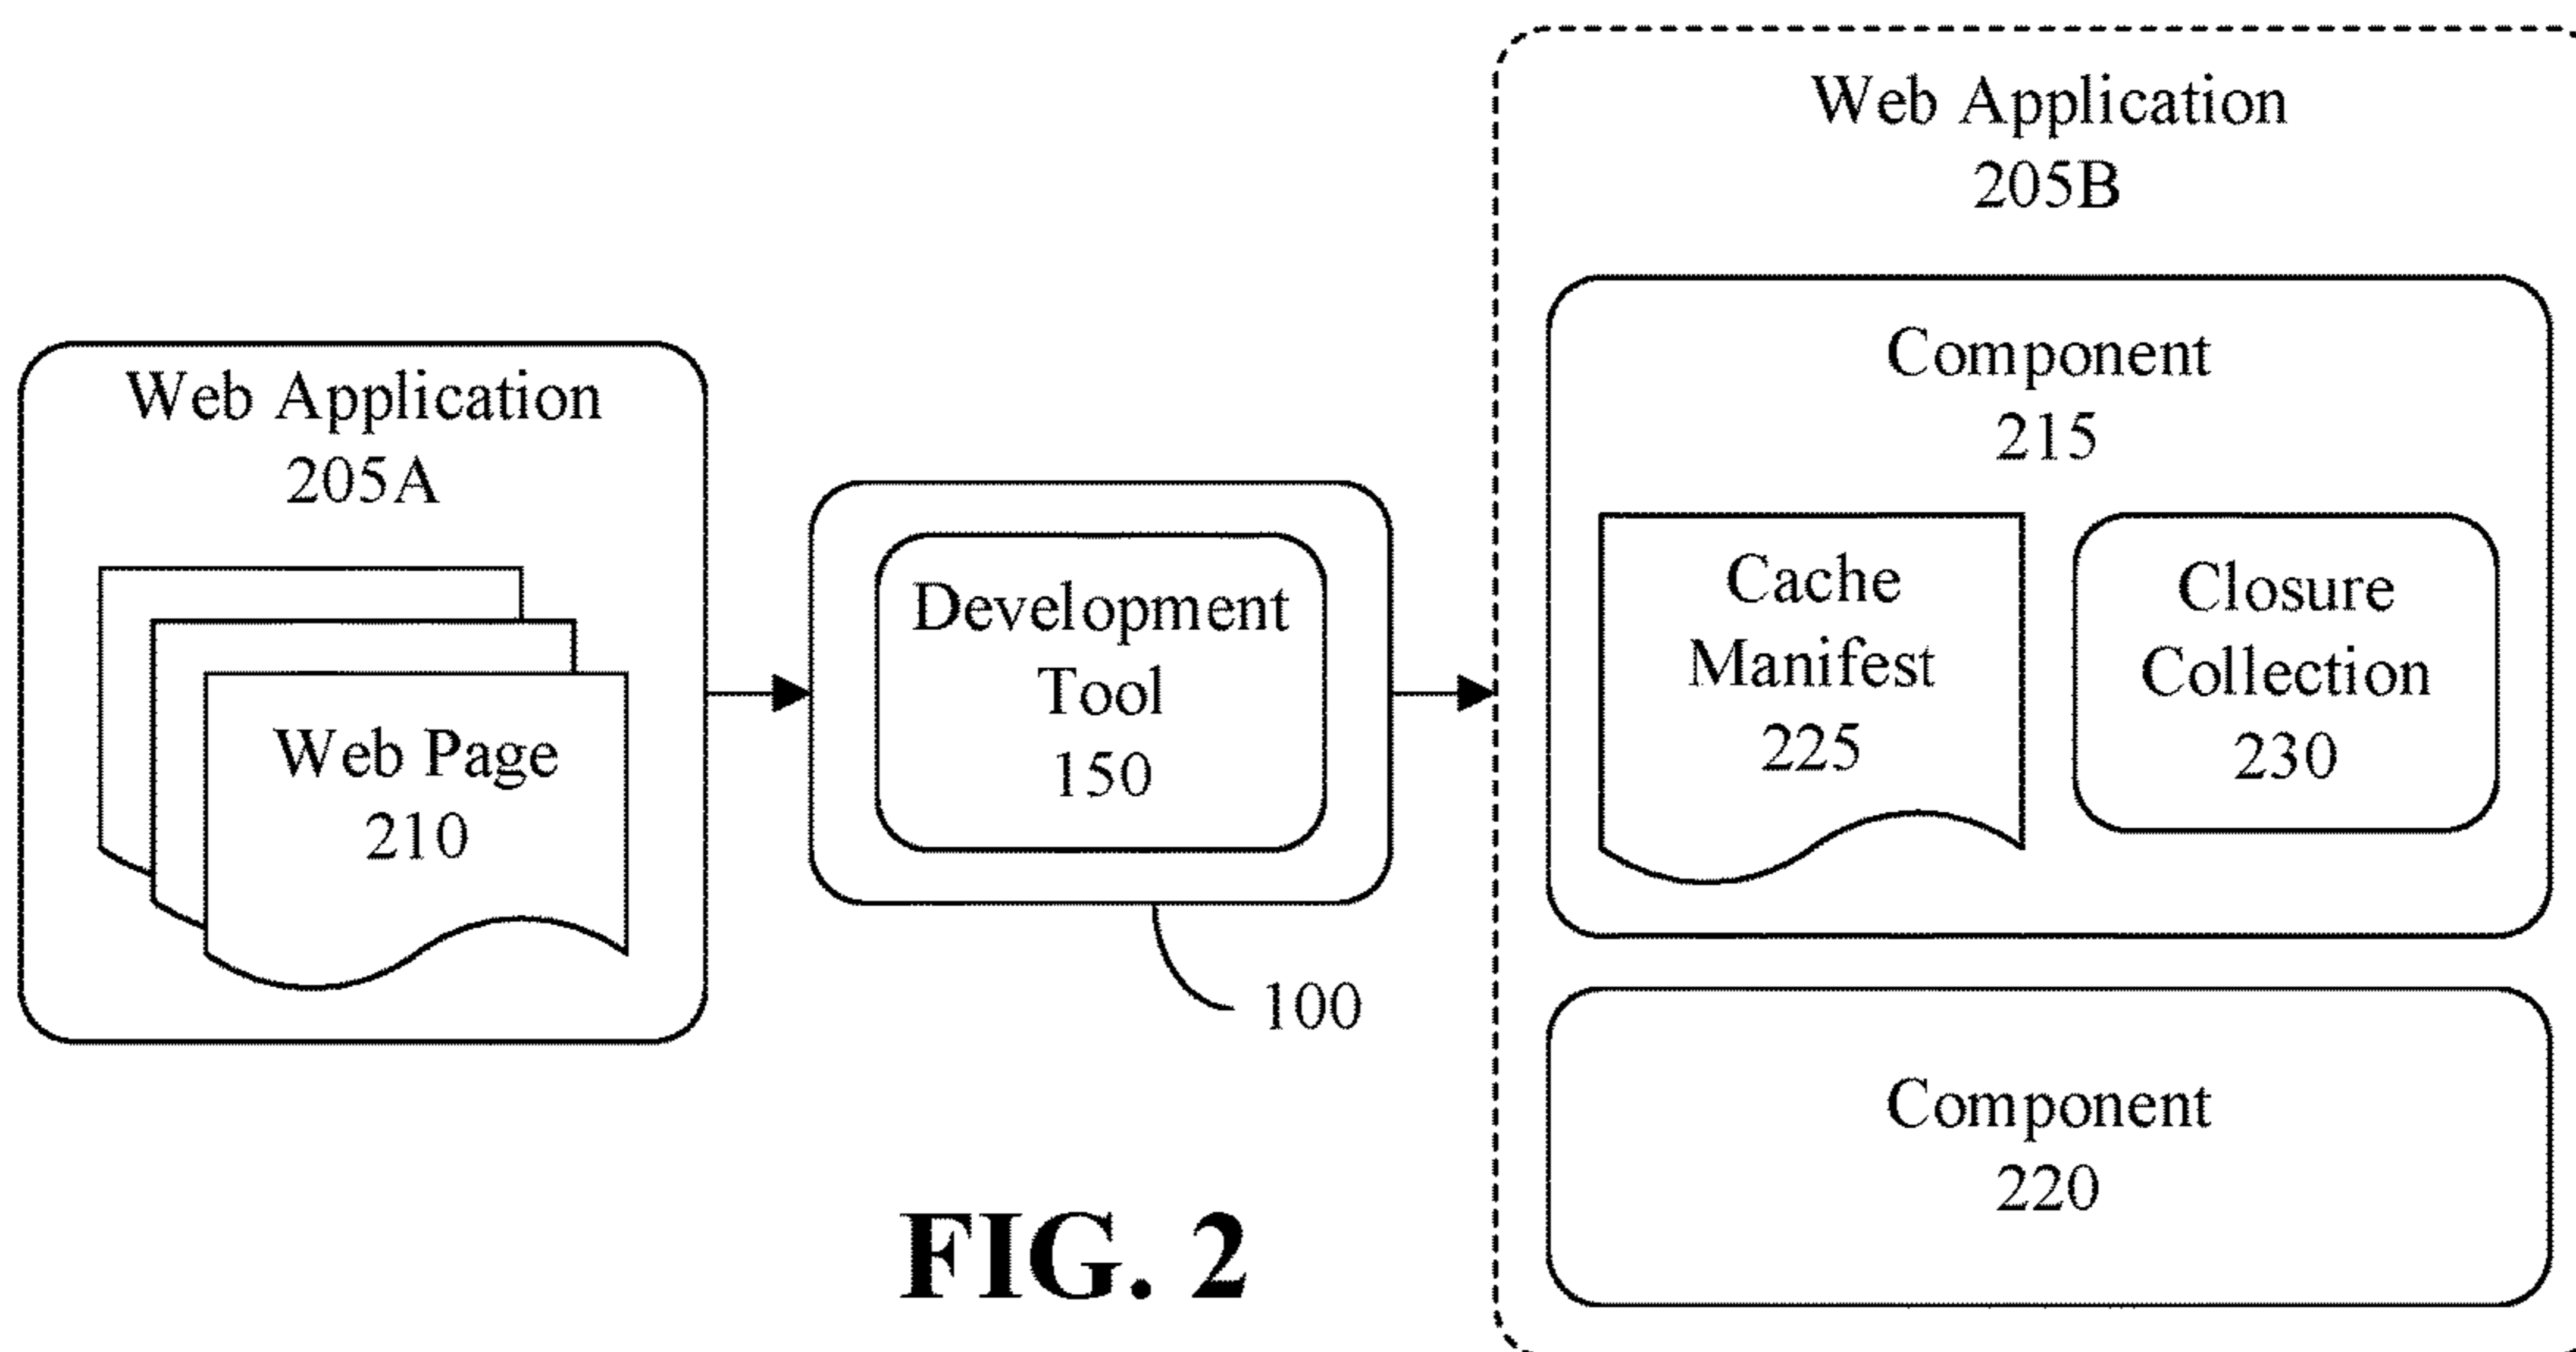 Web Application
205A
Web Page
210
Development
Tool
150
100
Web Application
205B
Component
215
Cache
Manifest
225
Closure
Collection
230
Component
220
FIG. 2